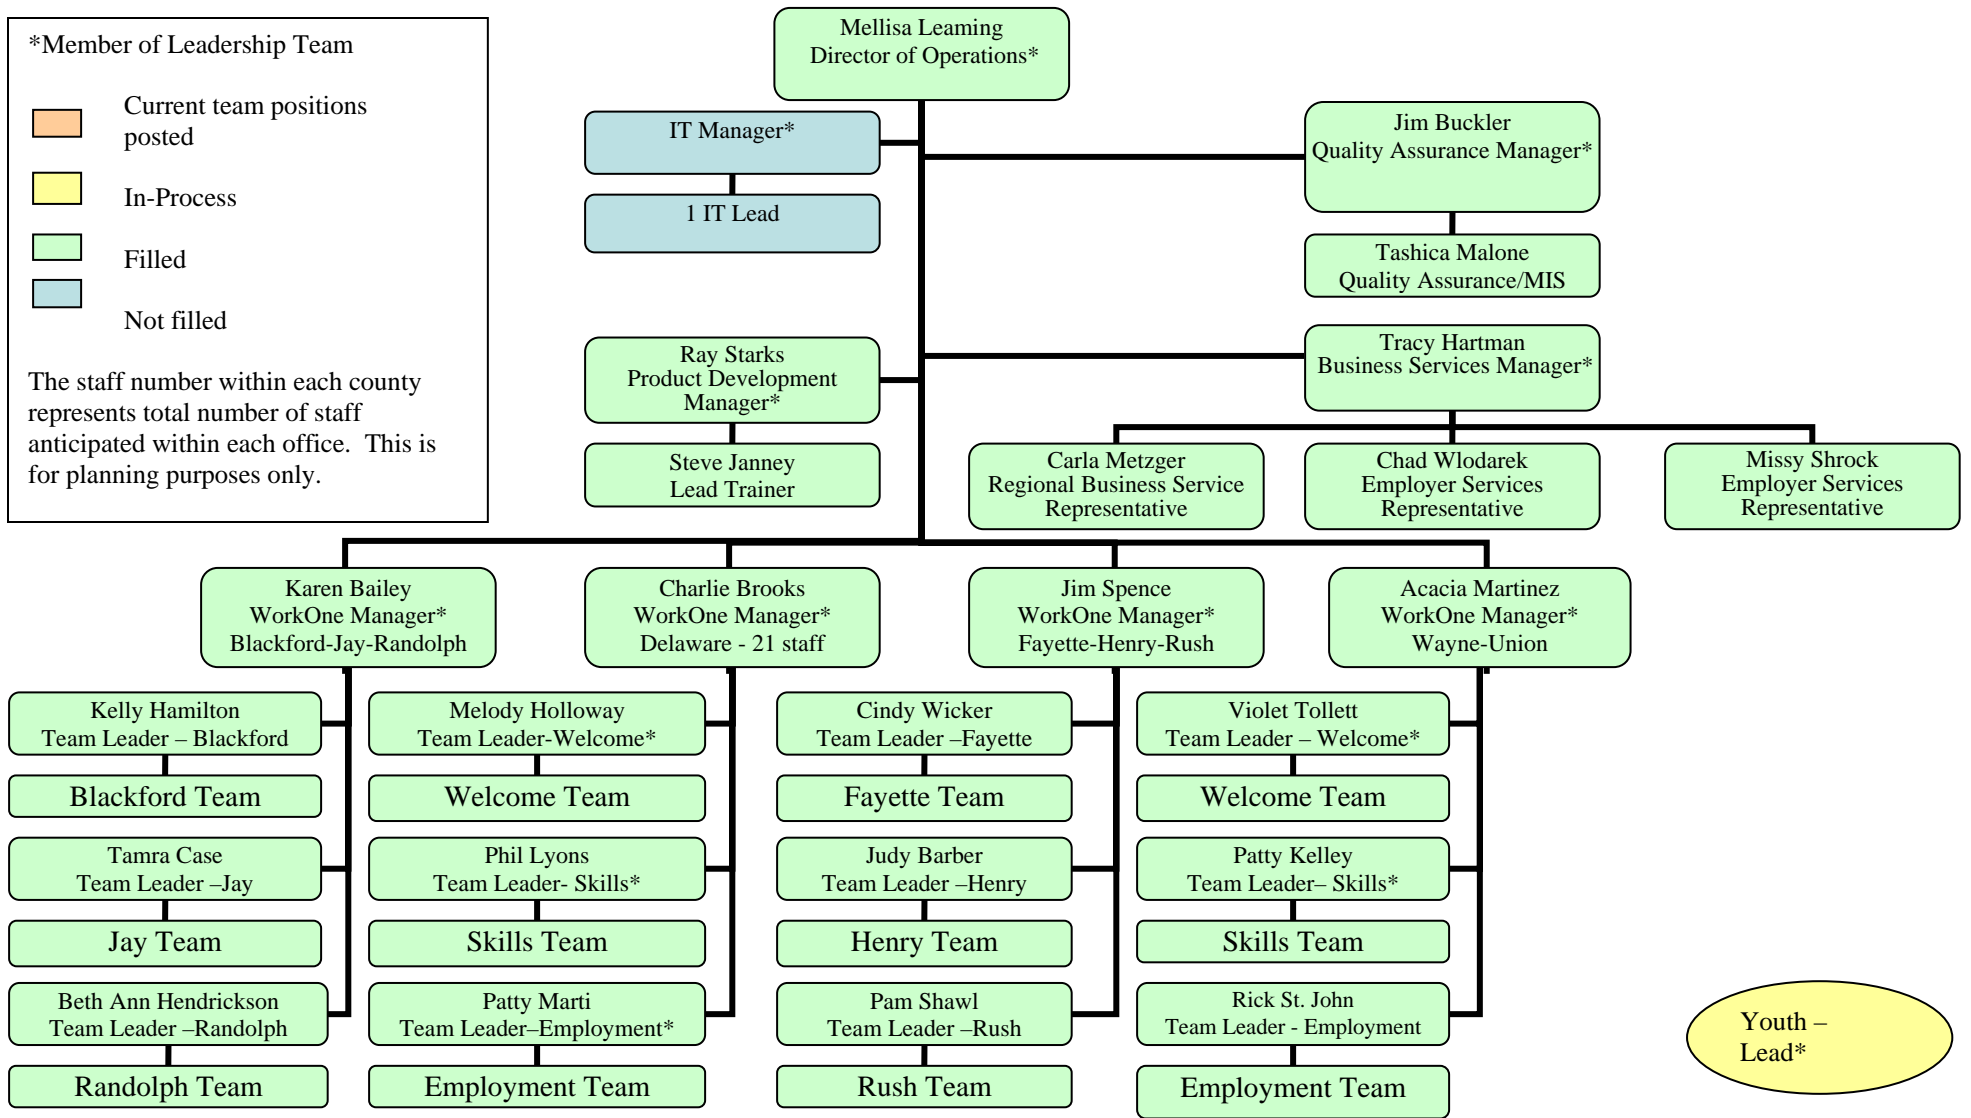 *Member of Leadership Team
Current team positions
posted
In-Process
Filled
Not filled
The staff number within each county
represents total number of staff
anticipated within each office.  This is
for planning purposes only.
Mellisa Leaming
Director of Operations*
IT Manager*
1 IT Lead
Jim Buckler
Quality Assurance Manager*
Tashica Malone
Quality Assurance/MIS
Ray Starks
Product Development
Manager*
Steve Janney
Lead Trainer
Tracy Hartman
Business Services Manager*
Carla Metzger
Regional Business Service
Representative
Chad Wlodarek
Employer Services
Representative
Missy Shrock
Employer Services
Representative
Karen Bailey
WorkOne Manager*
Blackford-Jay-Randolph
Charlie Brooks
WorkOne Manager*
Delaware - 21 staff
Jim Spence
WorkOne Manager*
Fayette-Henry-Rush
Acacia Martinez
WorkOne Manager*
Wayne-Union
Kelly Hamilton
Team Leader – Blackford
Blackford Team
Tamra Case
Team Leader –Jay
Jay Team
Beth Ann Hendrickson
Team Leader –Randolph
Randolph Team
Melody Holloway
Team Leader-Welcome*
Welcome Team
Phil Lyons
Team Leader- Skills*
Skills Team
Patty Marti
Team Leader–Employment*
Employment Team
Cindy Wicker
Team Leader –Fayette
Fayette Team
Judy Barber
Team Leader –Henry
Henry Team
Pam Shawl
Team Leader –Rush
Rush Team
Violet Tollett
Team Leader – Welcome*
Welcome Team
Patty Kelley
Team Leader– Skills*
Skills Team
Rick St. John
Team Leader - Employment
Employment Team
Youth –
Lead*